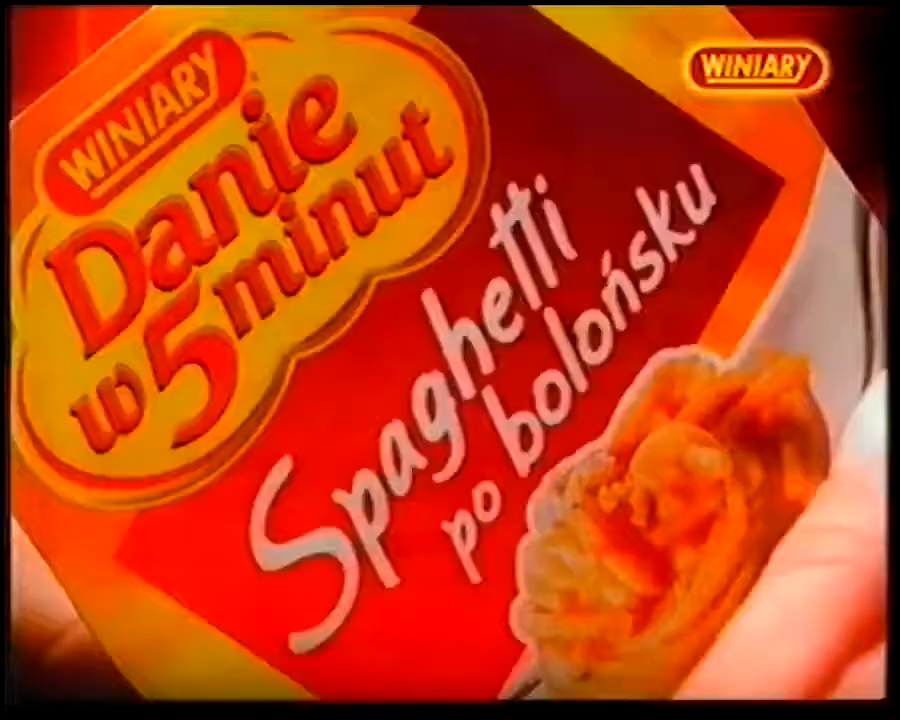 WINIARY
Danie
w 5 minut
Spaghetti
po bolońsku
WINIARY